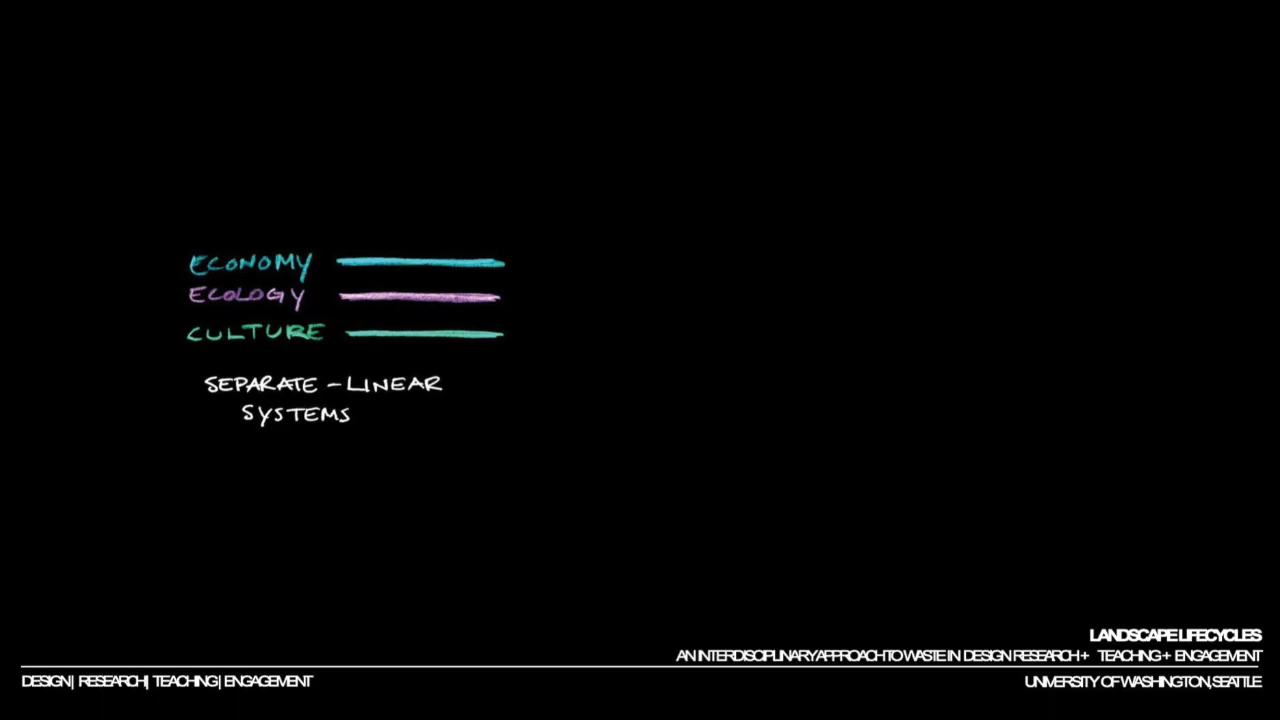 ECONOMY
ECOLOGY
CULTURE
SEPARATE - LINEAR
SYSTEMS
LANDSCAPE LIFECYCLES
AN INTERDISCIPLINARY APPROACH TO WASTE IN DESIGN RESEARCH + TEACHING + ENGAGEMENT
DESIGN | RESEARCH | TEACHING | ENGAGEMENT
UNIVERSITY OF WASHINGTON, SEATTLE